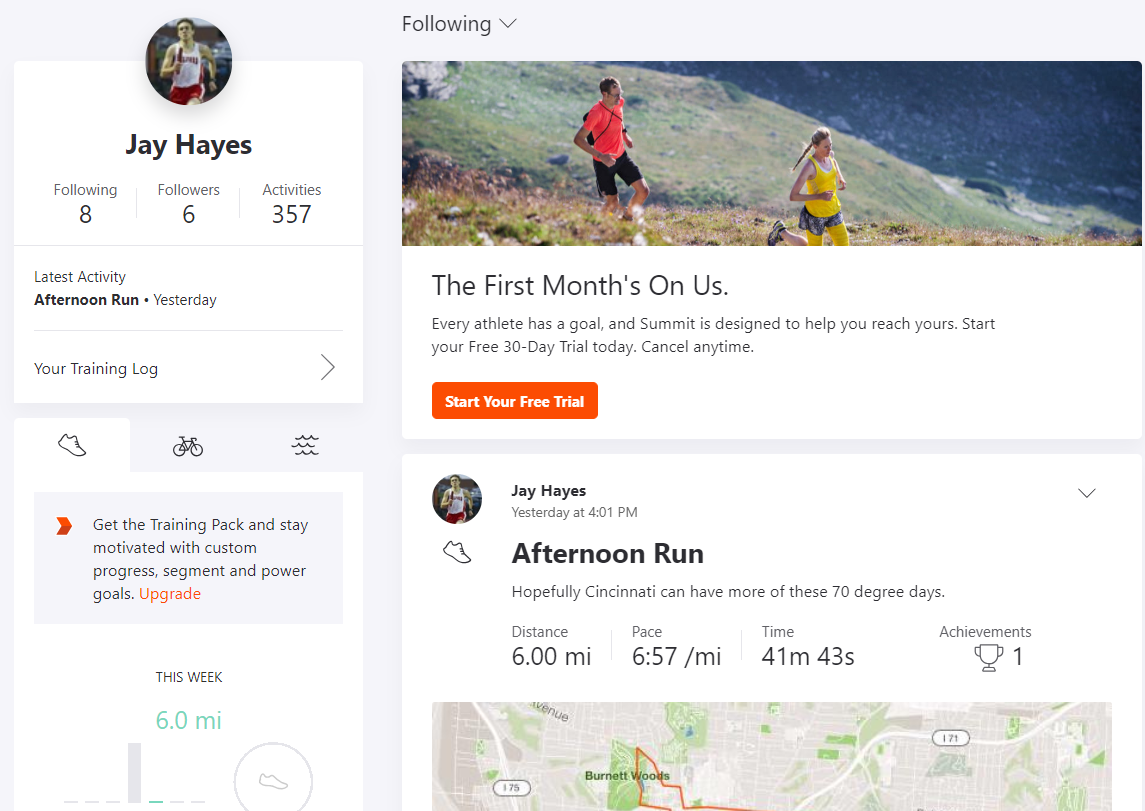 Following
Jay Hayes
Following
Followers
Activities
8
6
357
Latest Activity
Afternoon Run • Yesterday
Your Training Log
Get the Training Pack and stay
motivated with custom
progress, segment and power
goals. Upgrade
THIS WEEK
6.0 mi
The First Month's On Us.
Every athlete has a goal, and Summit is designed to help you reach yours. Start
your Free 30-Day Trial today. Cancel anytime.
Start Your Free Trial
Jay Hayes
Yesterday at 4:01 PM
Afternoon Run
Hopefully Cincinnati can have more of these 70 degree days.
Distance
Pace
Time
Achievements
6.00 mi
6:57 /mi
41m 43s
1
I 71
Burnett Woods
I 75